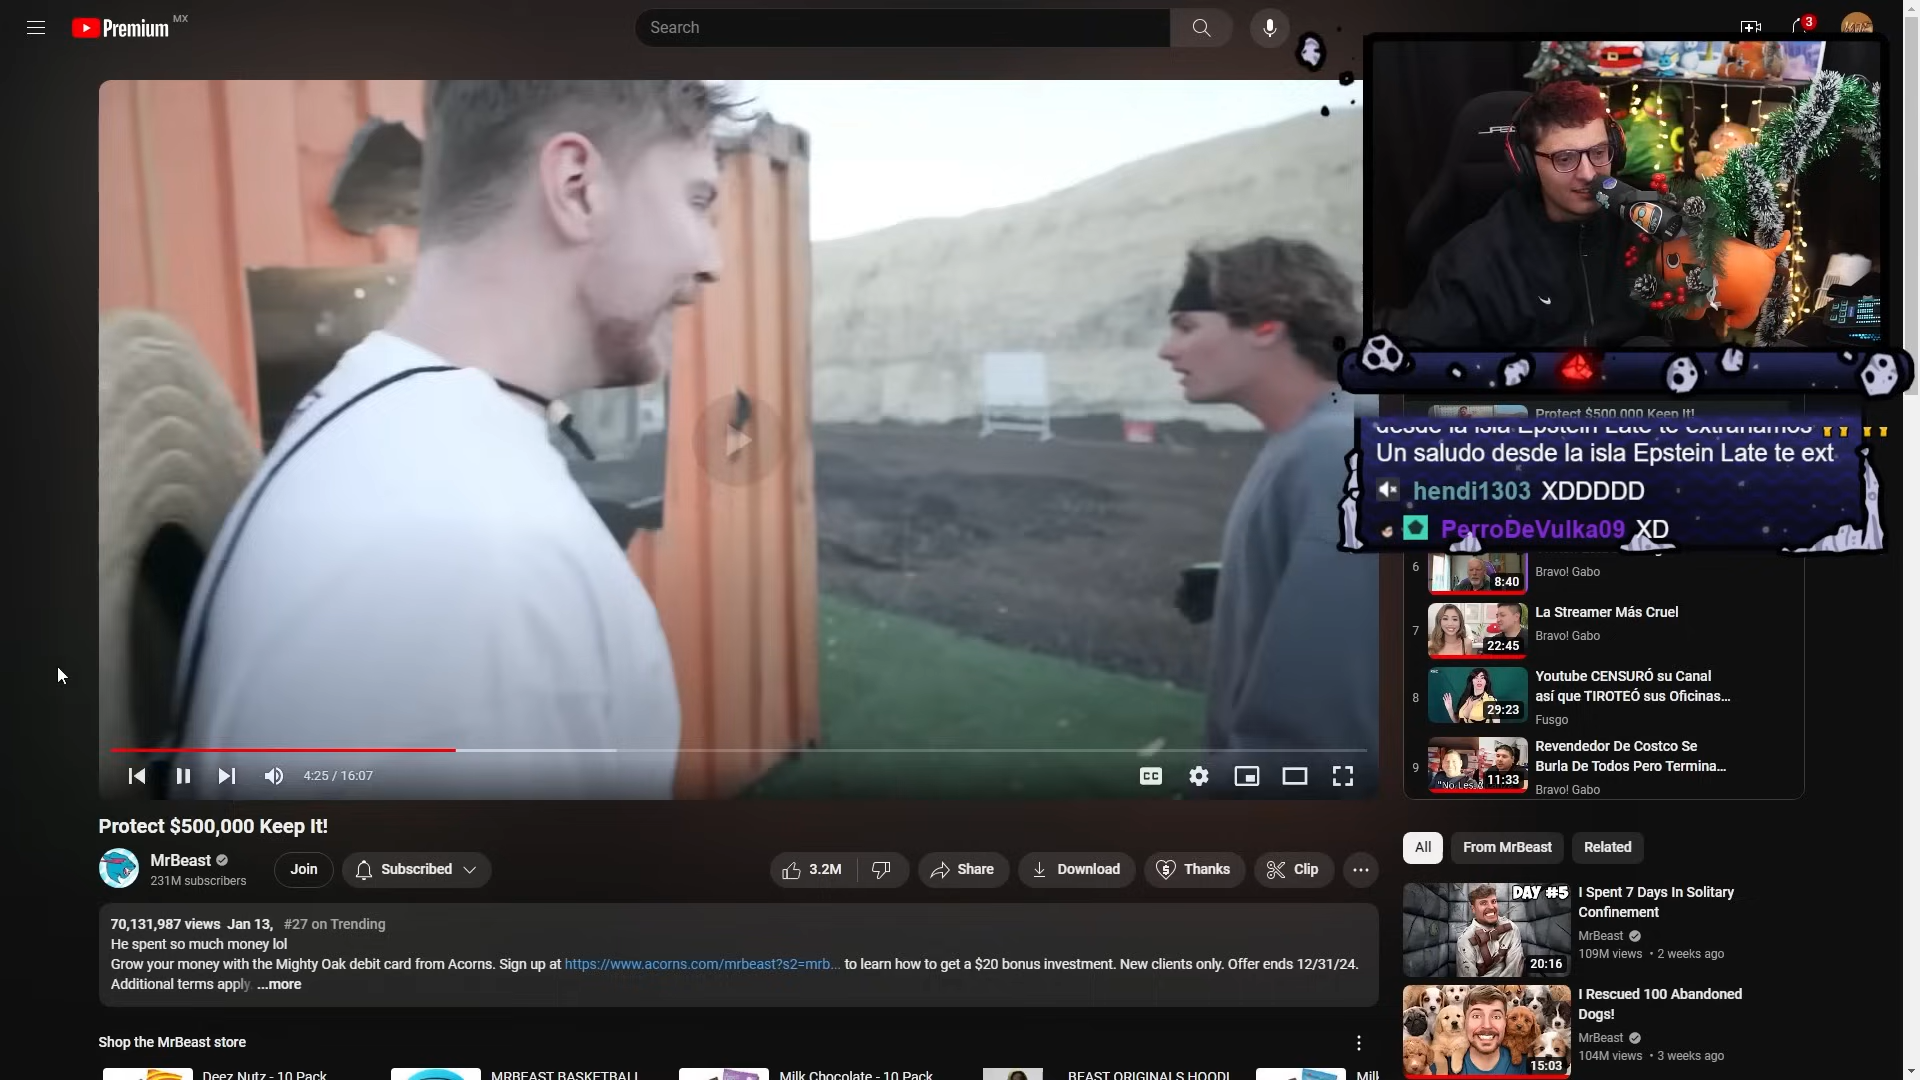 Premium MX
Search
3
desde la isla Epstein Late te extrañamos
Un saludo desde la isla Epstein Late te ext
hendi1303 XDDDDD
PerroDeVulka09 XD
Protect $500,000 Keep It!
6
8:40
Bravo! Gabo
7
22:45
La Streamer Más Cruel
Bravo! Gabo
8
29:23
Youtube CENSURÓ su Canal
así que TIROTEÓ sus Oficinas...
Fusgo
9
11:33
Revendedor De Costco Se
Burla De Todos Pero Termina...
Bravo! Gabo
4:25 / 16:07
CC
Protect $500,000 Keep It!
MrBeast
231M subscribers
Join
Subscribed
3.2M
Share
Download
Thanks
Clip
70,131,987 views Jan 13, #27 on Trending
He spent so much money lol
Grow your money with the Mighty Oak debit card from Acorns. Sign up at https://www.acorns.com/mrbeast?s2=mrb... to learn how to get a $20 bonus investment. New clients only. Offer ends 12/31/24.
Additional terms apply. ...more
Shop the MrBeast store
Deez Nutz - 10 Pack
MRBEAST BASKETBALL
Milk Chocolate - 10 Pack
BEAST ORIGINALS HOODI
Milk
All
From MrBeast
Related
DAY #5
20:16
I Spent 7 Days In Solitary
Confinement
MrBeast
109M views • 2 weeks ago
15:03
I Rescued 100 Abandoned
Dogs!
MrBeast
104M views • 3 weeks ago